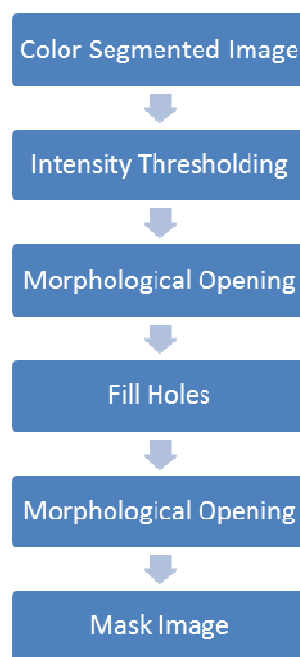 Color Segmented Image
Intensity Thresholding
Morphological Opening
Fill Holes
Morphological Opening
Mask Image